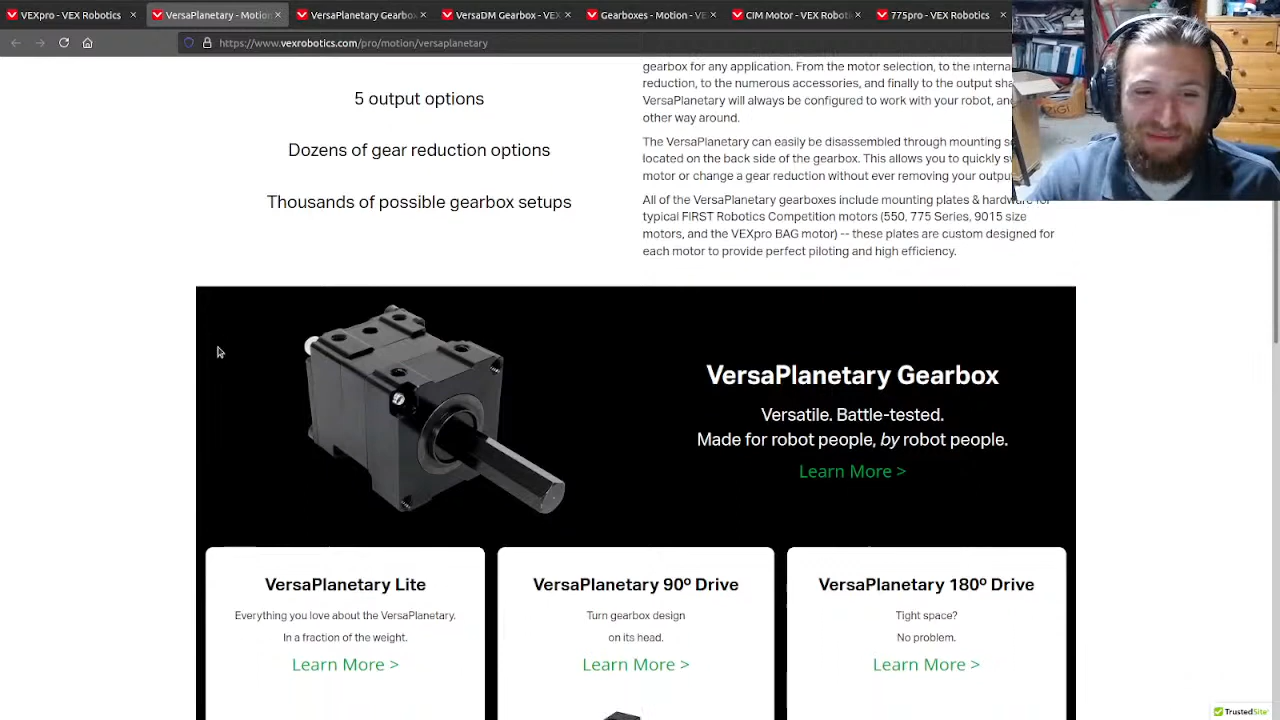 VEXpro - VEX Robotics
VersaPlanetary - Motion
VersaPlanetary Gearbox
VersaDM Gearbox
Gearboxes - Motion - VE
CIM Motor - VEX Robo
775pro - VEX Robotics
https://www.vexrobotics.com/pro/motion/versaplanetary
5 output options
Dozens of gear reduction options
Thousands of possible gearbox setups
gearbox for any application. From the motor selection, to the interna
reduction, to the numerous accessories, and finally to the output sha
VersaPlanetary will always be configured to work with your robot, an
other way around.
The VersaPlanetary can easily be disassembled through mounting s
located on the back side of the gearbox. This allows you to quickly s
motor or change a gear reduction without ever removing your outpu
All of the VersaPlanetary gearboxes include mounting plates & hardware for
typical FIRST Robotics Competition motors (550, 775 Series, 9015 size
motors, and the VEXpro BAG motor) -- these plates are custom designed for
each motor to provide perfect piloting and high efficiency.
VersaPlanetary Gearbox
Versatile. Battle-tested.
Made for robot people, by robot people.
Learn More >
VersaPlanetary Lite
Everything you love about the VersaPlanetary.
In a fraction of the weight.
Learn More >
VersaPlanetary 90º Drive
Turn gearbox design
on its head.
Learn More >
VersaPlanetary 180º Drive
Tight space?
No problem.
Learn More >
TrustedSite